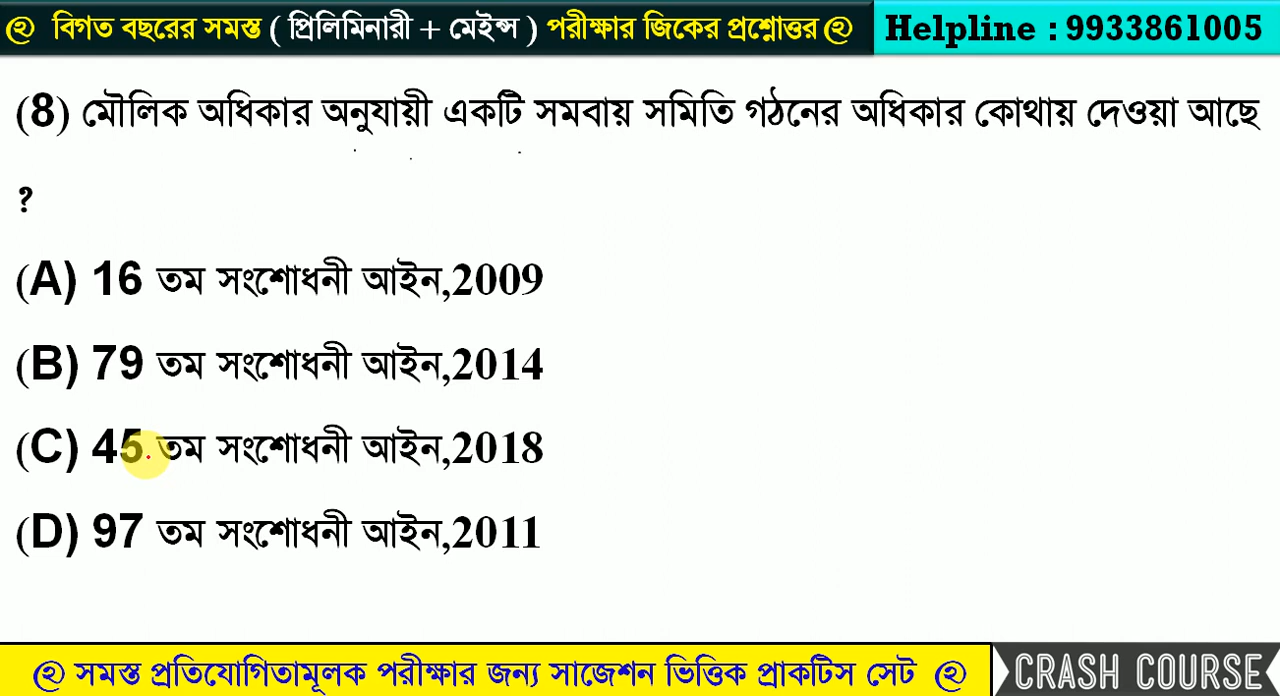 বিগত বছরের সমস্ত ( প্রিলিমিনারী + মেইন্স ) পরীক্ষার জিকের প্রশ্নোত্তর Helpline : 9933861005
(8) মৌলিক অধিকার অনুযায়ী একটি সমবায় সমিতি গঠনের অধিকার কোথায় দেওয়া আছে
?
(A) 16 তম সংশোধনী আইন,2009
(B) 79 তম সংশোধনী আইন,2014
(C) 45 তম সংশোধনী আইন,2018
(D) 97 তম সংশোধনী আইন,2011
সমস্ত প্রতিযোগিতামূলক পরীক্ষার জন্য সাজেশন ভিত্তিক প্রাকটিস সেট CRASH COURSE